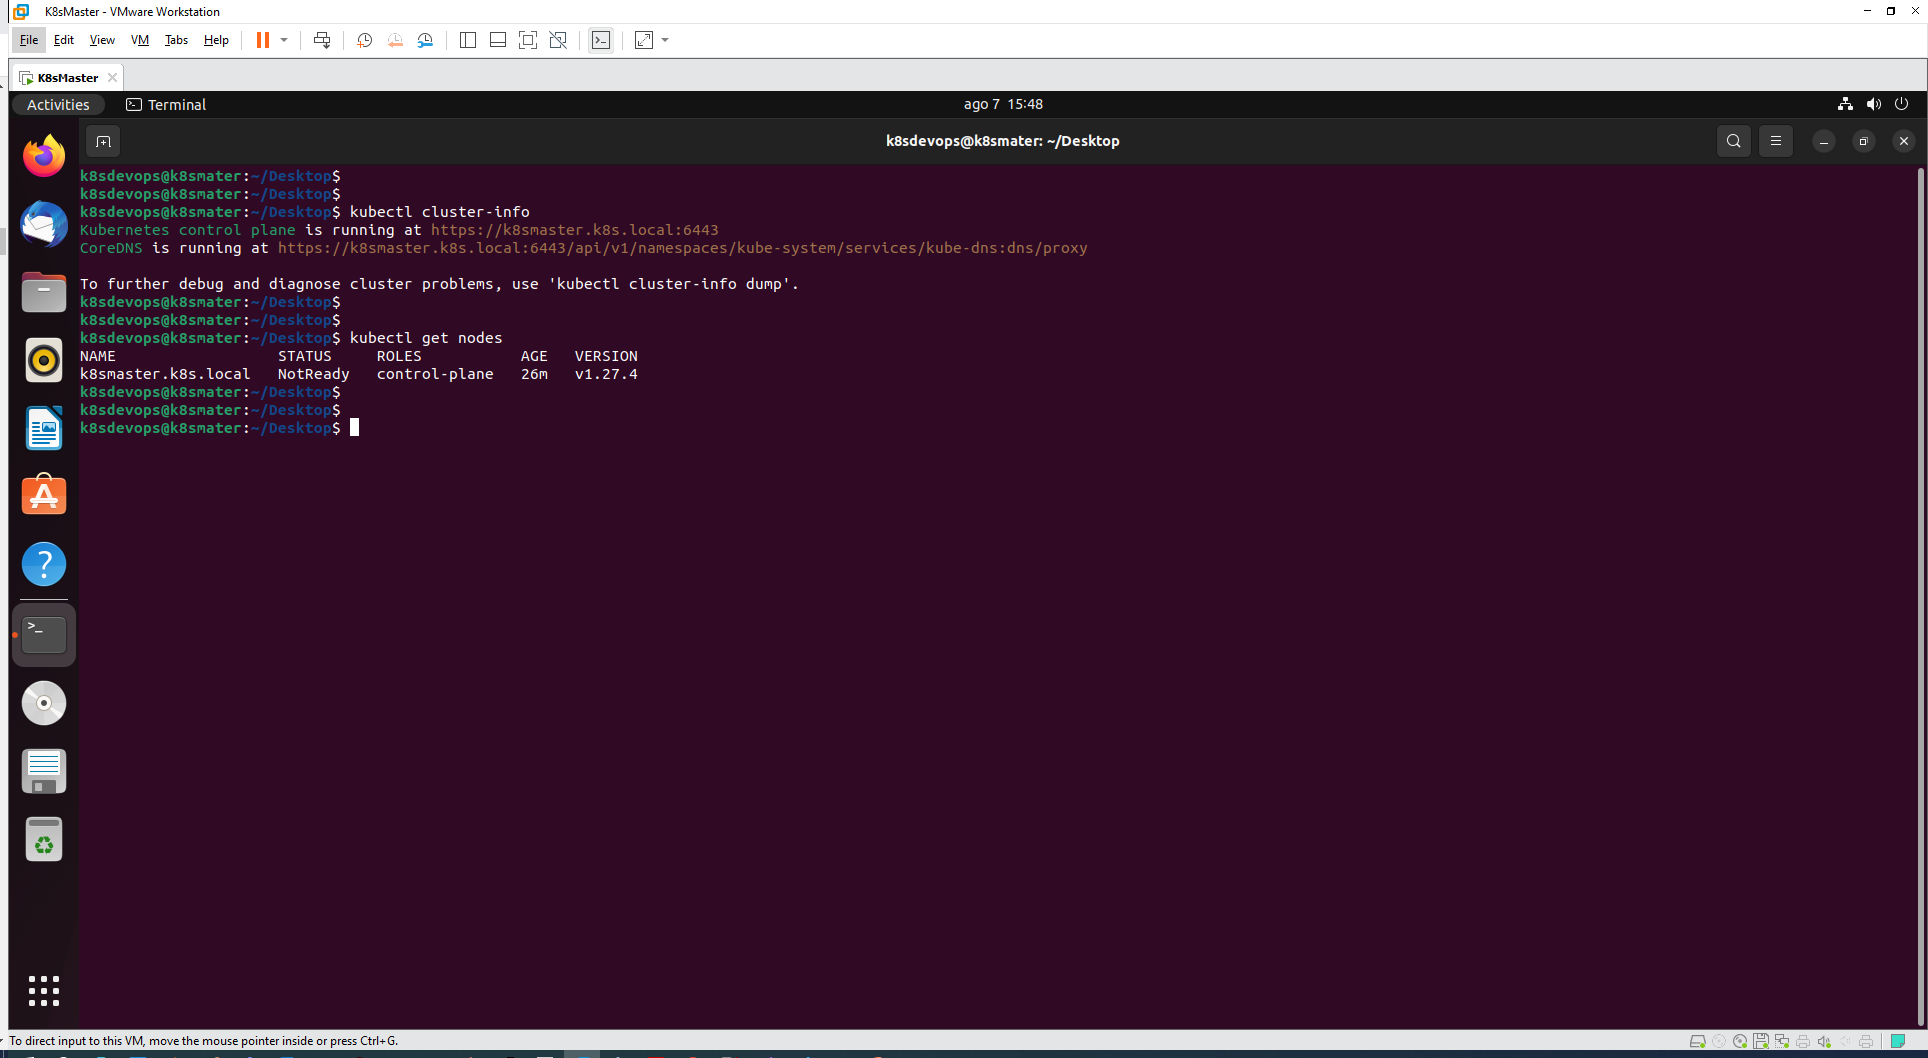 K8sMaster - VMware Workstation
File Edit View VM Tabs Help
K8sMaster
Activities Terminal ago 7 15:48
k8sdevops@k8smater: ~/Desktop
k8sdevops@k8smater:~/Desktop$
k8sdevops@k8smater:~/Desktop$
k8sdevops@k8smater:~/Desktop$ kubectl cluster-info
Kubernetes control plane is running at https://k8smaster.k8s.local:6443
CoreDNS is running at https://k8smaster.k8s.local:6443/api/v1/namespaces/kube-system/services/kube-dns:dns/proxy
To further debug and diagnose cluster problems, use 'kubectl cluster-info dump'.
k8sdevops@k8smater:~/Desktop$
k8sdevops@k8smater:~/Desktop$
k8sdevops@k8smater:~/Desktop$ kubectl get nodes
NAME STATUS ROLES AGE VERSION
k8smaster.k8s.local NotReady control-plane 26m v1.27.4
k8sdevops@k8smater:~/Desktop$
k8sdevops@k8smater:~/Desktop$
k8sdevops@k8smater:~/Desktop$
To direct input to this VM, move the mouse pointer inside or press Ctrl+G.